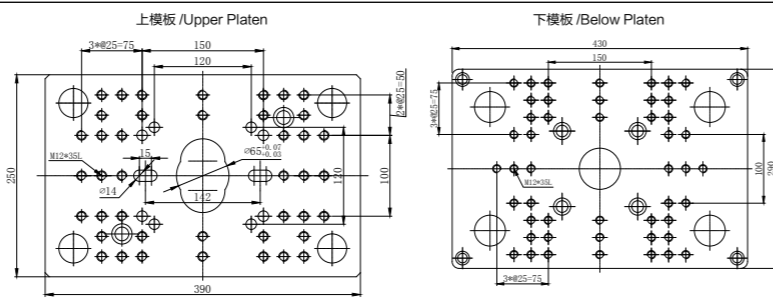 上模板 /Upper Platen
3*@25=75
150
120
2*@25=50
250
M12*35L
15
ø65 +0.07 -0.03
ø14
142
120
100
390
下模板 /Below Platen
430
150
3*@25=75
M12*35L
100
290
3*@25=75